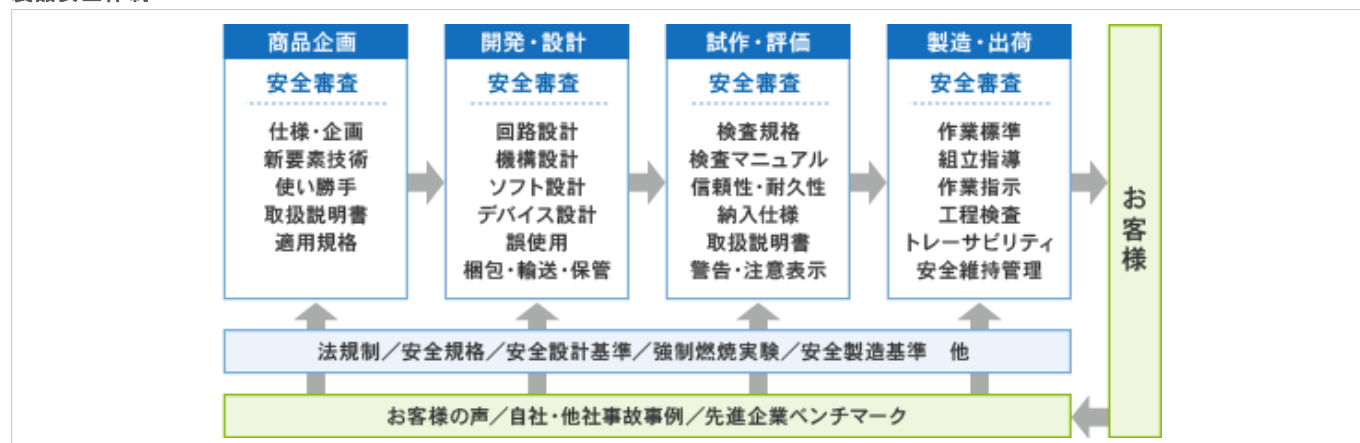 商品企画
安全審査
仕様・企画
新要素技術
使い勝手
取扱説明書
適用規格
開発・設計
安全審査
回路設計
機構設計
ソフト設計
デバイス設計
誤使用
梱包・輸送・保管
試作・評価
安全審査
検査規格
検査マニュアル
信頼性・耐久性
納入仕様
取扱説明書
警告・注意表示
製造・出荷
安全審査
作業標準
組立指導
作業指示
工程検査
トレーサビリティ
安全維持管理
お客様
法規制／安全規格／安全設計基準／強制燃焼実験／安全製造基準　他
お客様の声／自社・他社事故事例／先進企業ベンチマーク